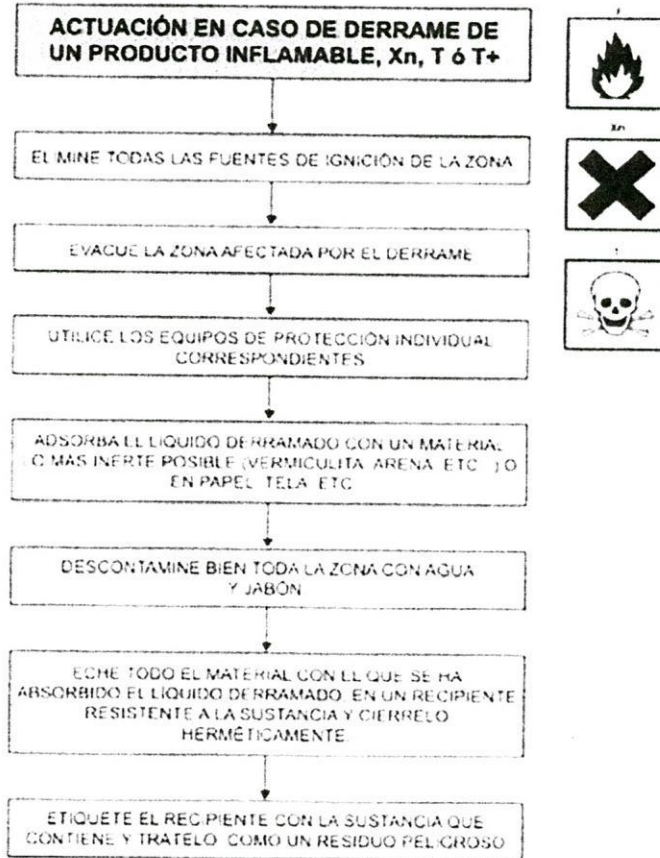 ACTUACIÓN EN CASO DE DERRAME DE
UN PRODUCTO INFLAMABLE, Xn, T ó T+
EL MINE TODAS LAS FUENTES DE IGNICIÓN DE LA ZONA
EVACUE LA ZONA AFECTADA POR EL DERRAME
UTILICE LOS EQUIPOS DE PROTECCIÓN INDIVIDUAL
CORRESPONDIENTES
ADSORBA EL LÍQUIDO DERRAMADO CON UN MATERIAL
LO MAS INERTE POSIBLE (VERMICULITA ARENA ETC ) O
EN PAPEL TELA ETC
DESCONTAMINE BIEN TODA LA ZONA CON AGUA
Y JABÓN
ECHE TODO EL MATERIAL CON EL QUE SE HA
ABSORBIDO EL LÍQUIDO DERRAMADO EN UN RECIPIENTE
RESISTENTE A LA SUSTANCIA Y CIERRELO
HERMÉTICAMENTE.
ETIQUETE EL RECIPIENTE CON LA SUSTANCIA QUE
CONTIENE Y TRATELO COMO UN RESIDUO PELIGROSO
Xn